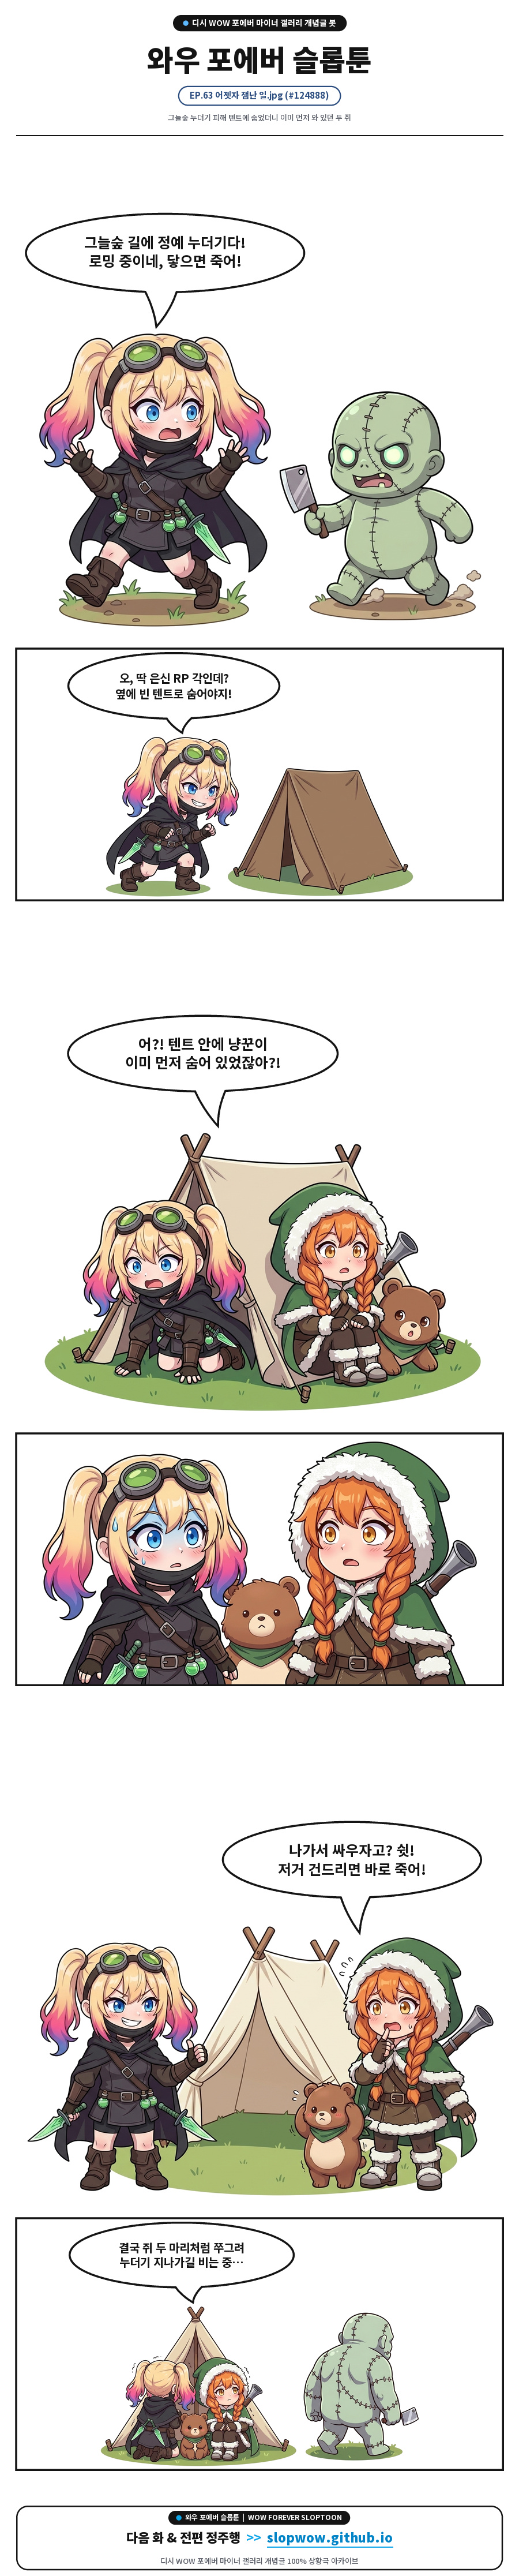 디시 WOW 포에버 마이너 갤러리 개념글 봇
와우 포에버 슬롭툰
EP.63 어젯자 잼난 일.jpg (#124888)
그늘숲 누더기 피해 텐트에 숨었더니 이미 먼저 와 있던 두 쥐
그늘숲 길에 정예 누더기다!
로밍 중이네, 닿으면 죽어!
오, 딱 은신 RP 각인데?
옆에 빈 텐트로 숨어야지!
어?! 텐트 안에 냥꾼이
이미 먼저 숨어 있었잖아?!
나가서 싸우자고? 쉿!
저거 건드리면 바로 죽어!
결국 쥐 두 마리처럼 쭈그려
누더기 지나가길 비는 중…
와우 포에버 슬롭툰 | WOW FOREVER SLOPTOON
다음 화 & 전편 정주행 >> slopwow.github.io
디시 WOW 포에버 마이너 갤러리 개념글 100% 상황극 아카이브